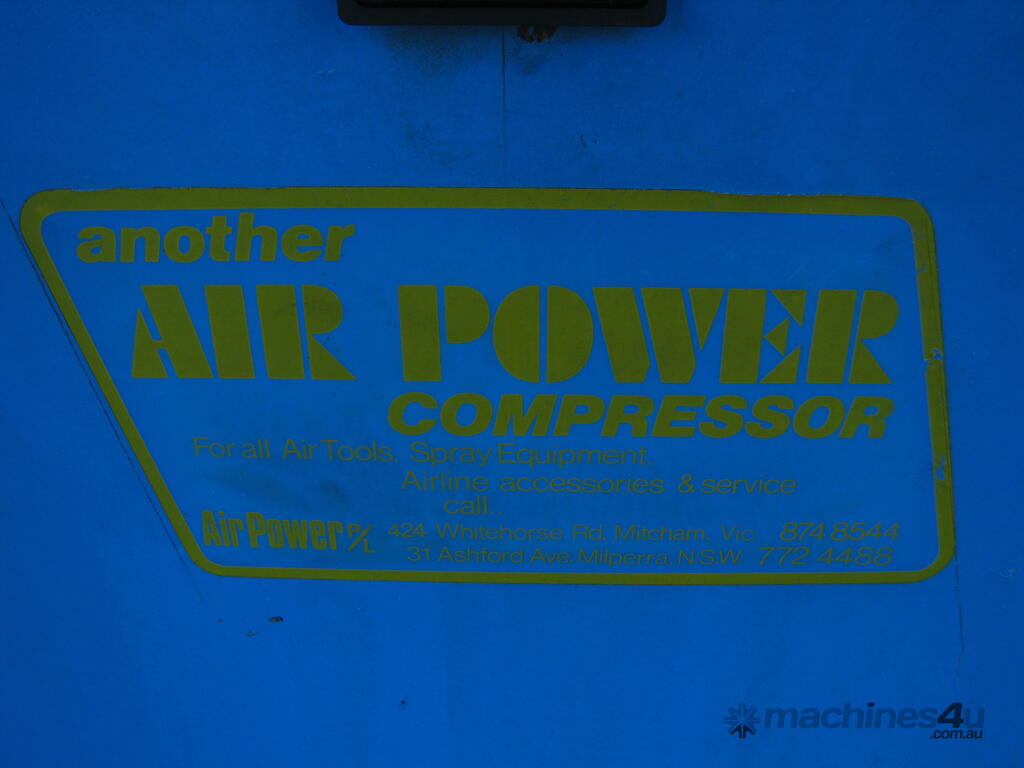 another
AIR POWER
COMPRESSOR
For all Air Tools, Spray Equipment,
Airline accessories & service
call..
Air Power P/L 424 Whitehorse Rd, Mitcham, Vic. 874 8544
31 Ashford Ave, Milperra, N.S.W. 772 4488
machines4u
.com.au